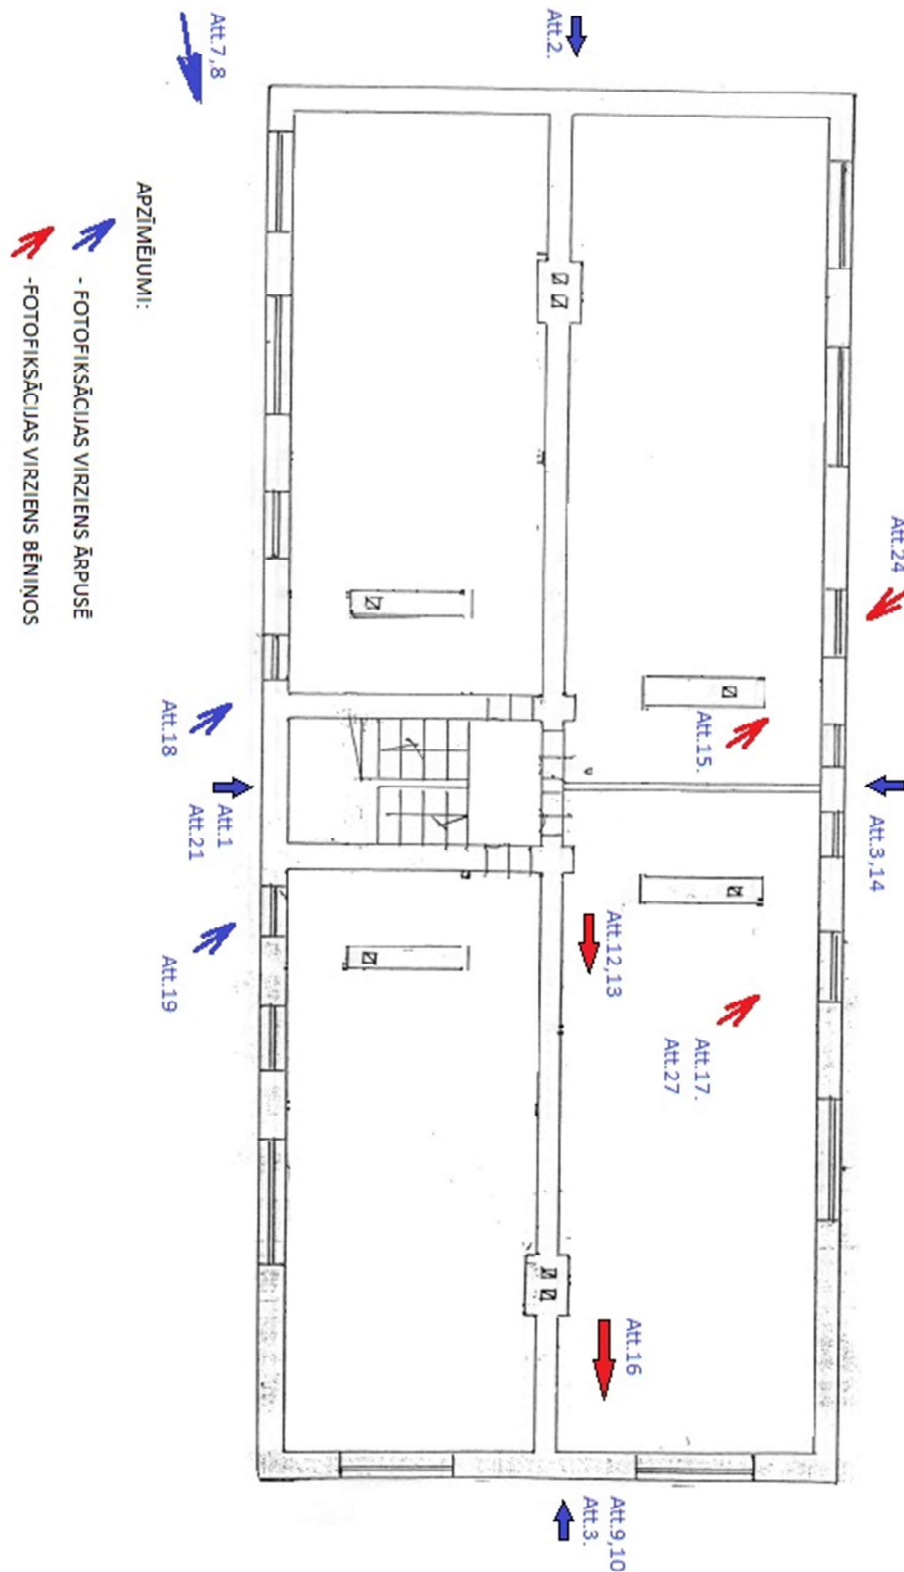 Att.7,8
Att.2.
APZĪMĒJUMI:
- FOTOFIKSĀCIJAS VIRZIENS ĀRPUSĒ
-FOTOFIKSĀCIJAS VIRZIENS BĒNIŅOS
Att.24
Att.18
Att.15.
Att.1
Att.21
Att.3,14
Att.19
Att.12,13
Att.17.
Att.27
Att.16
Att.9,10
Att.3.